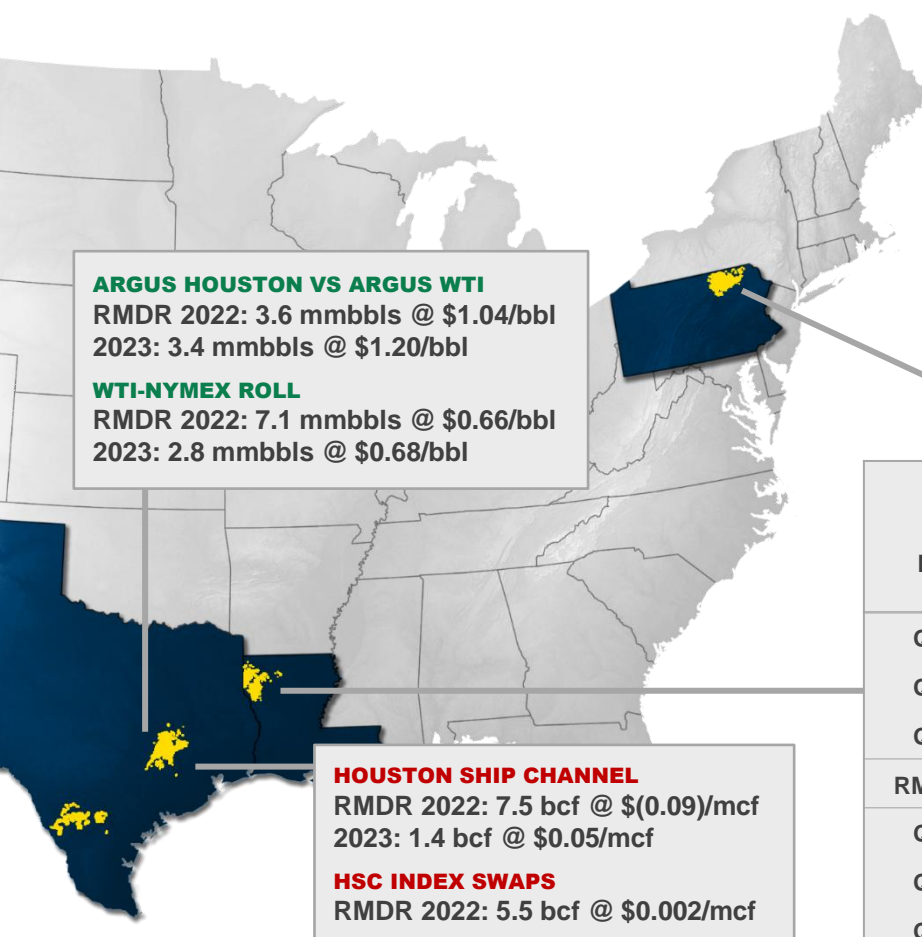 ARGUS HOUSTON VS ARGUS WTI
RMDR 2022: 3.6 mmbbls @ $1.04/bbl
2023: 3.4 mmbbls @ $1.20/bbl
WTI-NYMEX ROLL
RMDR 2022: 7.1 mmbbls @ $0.66/bbl
2023: 2.8 mmbbls @ $0.68/bbl
HOUSTON SHIP CHANNEL
RMDR 2022: 7.5 bcf @ $(0.09)/mcf
2023: 1.4 bcf @ $0.05/mcf
HSC INDEX SWAPS
RMDR 2022: 5.5 bcf @ $0.002/mcf